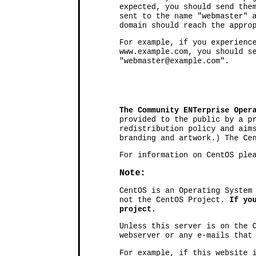 expected, you should send them
sent to the name "webmaster" a
domain should reach the approp
For example, if you experience
www.example.com, you should se
"webmaster@example.com".
The Community ENTerprise Opera
provided to the public by a pr
redistribution policy and aims
branding and artwork.) The Cen
For information on CentOS plea
Note:
CentOS is an Operating System
not the CentOS Project. If you
project.
Unless this server is on the C
webserver or any e-mails that
For example, if this website i